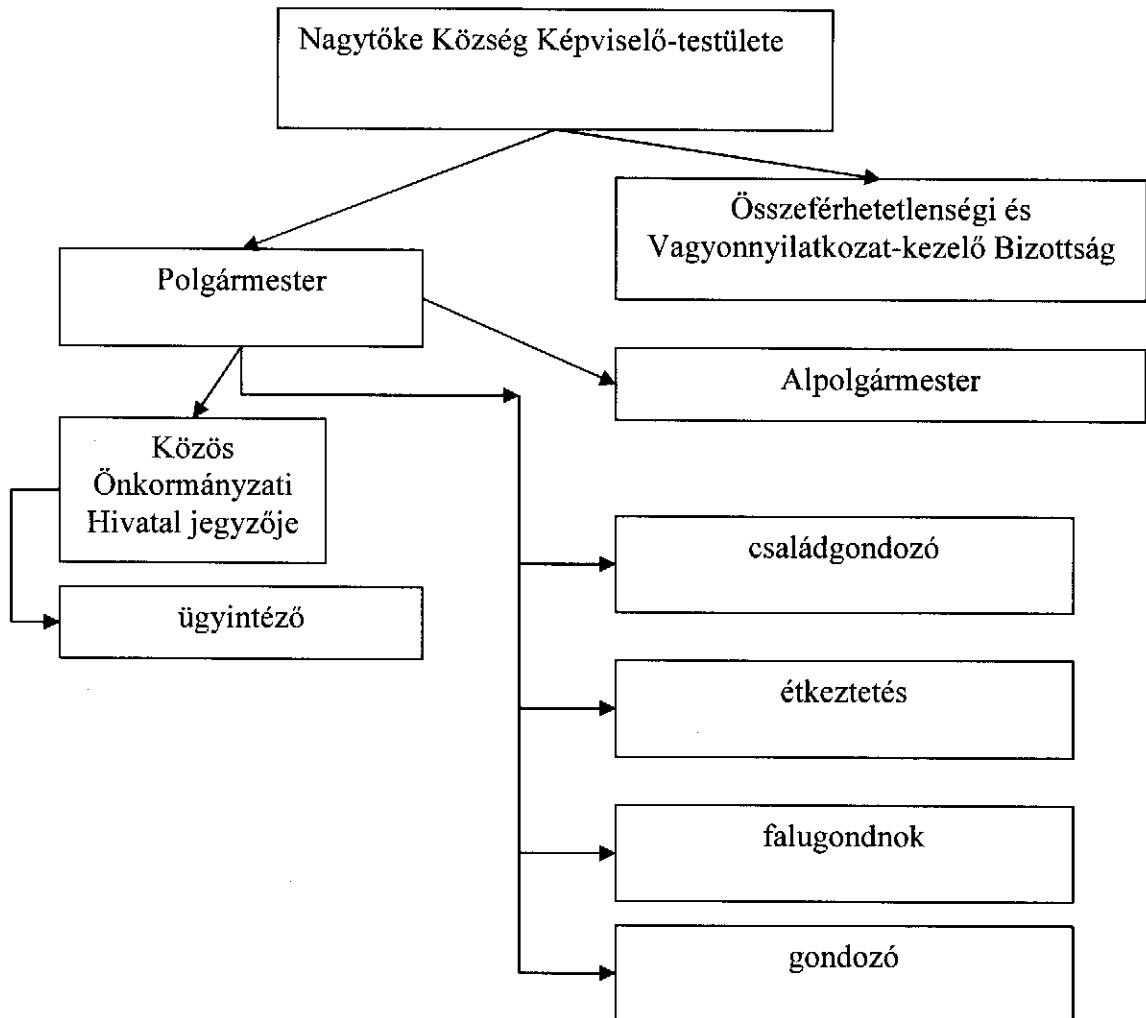 Nagytőke Község Képviselő-testülete
Összeférhetetlenségi és
Vagyonnyilatkozat-kezelő Bizottság
Polgármester
Alpolgármester
Közös
Önkormányzati
Hivatal jegyzője
ügyintéző
családgondozó
étkeztetés
falugondnok
gondozó